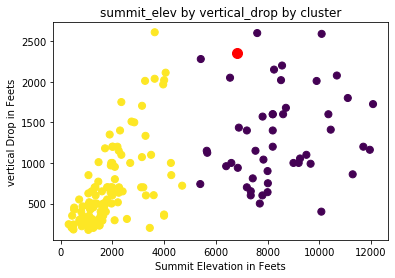 summit_elev by vertical_drop by cluster
vertical Drop in Feets
2500
2000
1500
1000
500
0 2000 4000 6000 8000 10000 12000
Summit Elevation in Feets